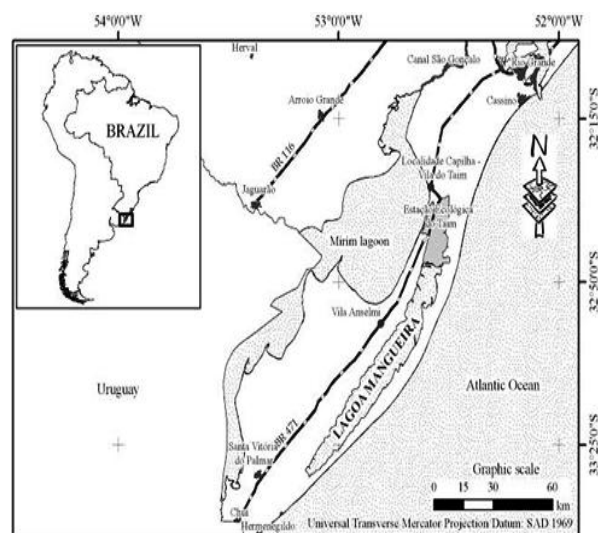 54°0'0"W
53°0'0"W
52°0'0"W
BRAZIL
Herval
Canal São Gonçalo
Rio Grande
Arroio Grande
Cassino
32°15'0"S
BR 116
Localidade Capilha -
Vila do Taim
N
Jaguarão
Estação Ecológica
do Taim
Mirim lagoon
32°50'0"S
Vila Anselmi
LAGOA MANGUEIRA
Uruguay
Atlantic Ocean
BR 471
33°25'0"S
Santa Vitória
do Palmar
Graphic scale
0 15 30 60
km
Chuí
Hermenegildo
Universal Transverse Mercator Projection Datum: SAD 1969